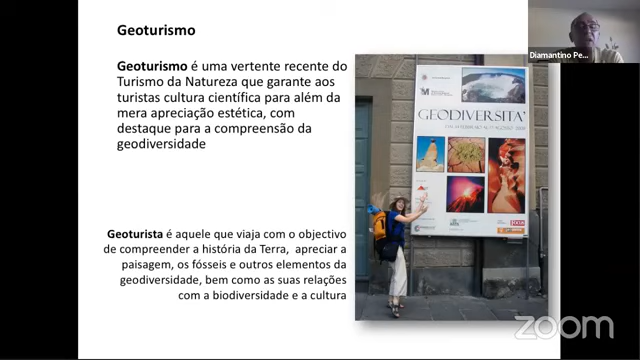 Geoturismo
Geoturismo é uma vertente recente do
Turismo da Natureza que garante aos
turistas cultura científica para além da
mera apreciação estética, com
destaque para a compreensão da
geodiversidade
Geoturista é aquele que viaja com o objectivo
de compreender a história da Terra, apreciar a
paisagem, os fósseis e outros elementos da
geodiversidade, bem como as suas relações
com a biodiversidade e a cultura
GEODIVERSITA'
Diamantino Pe...
zoom